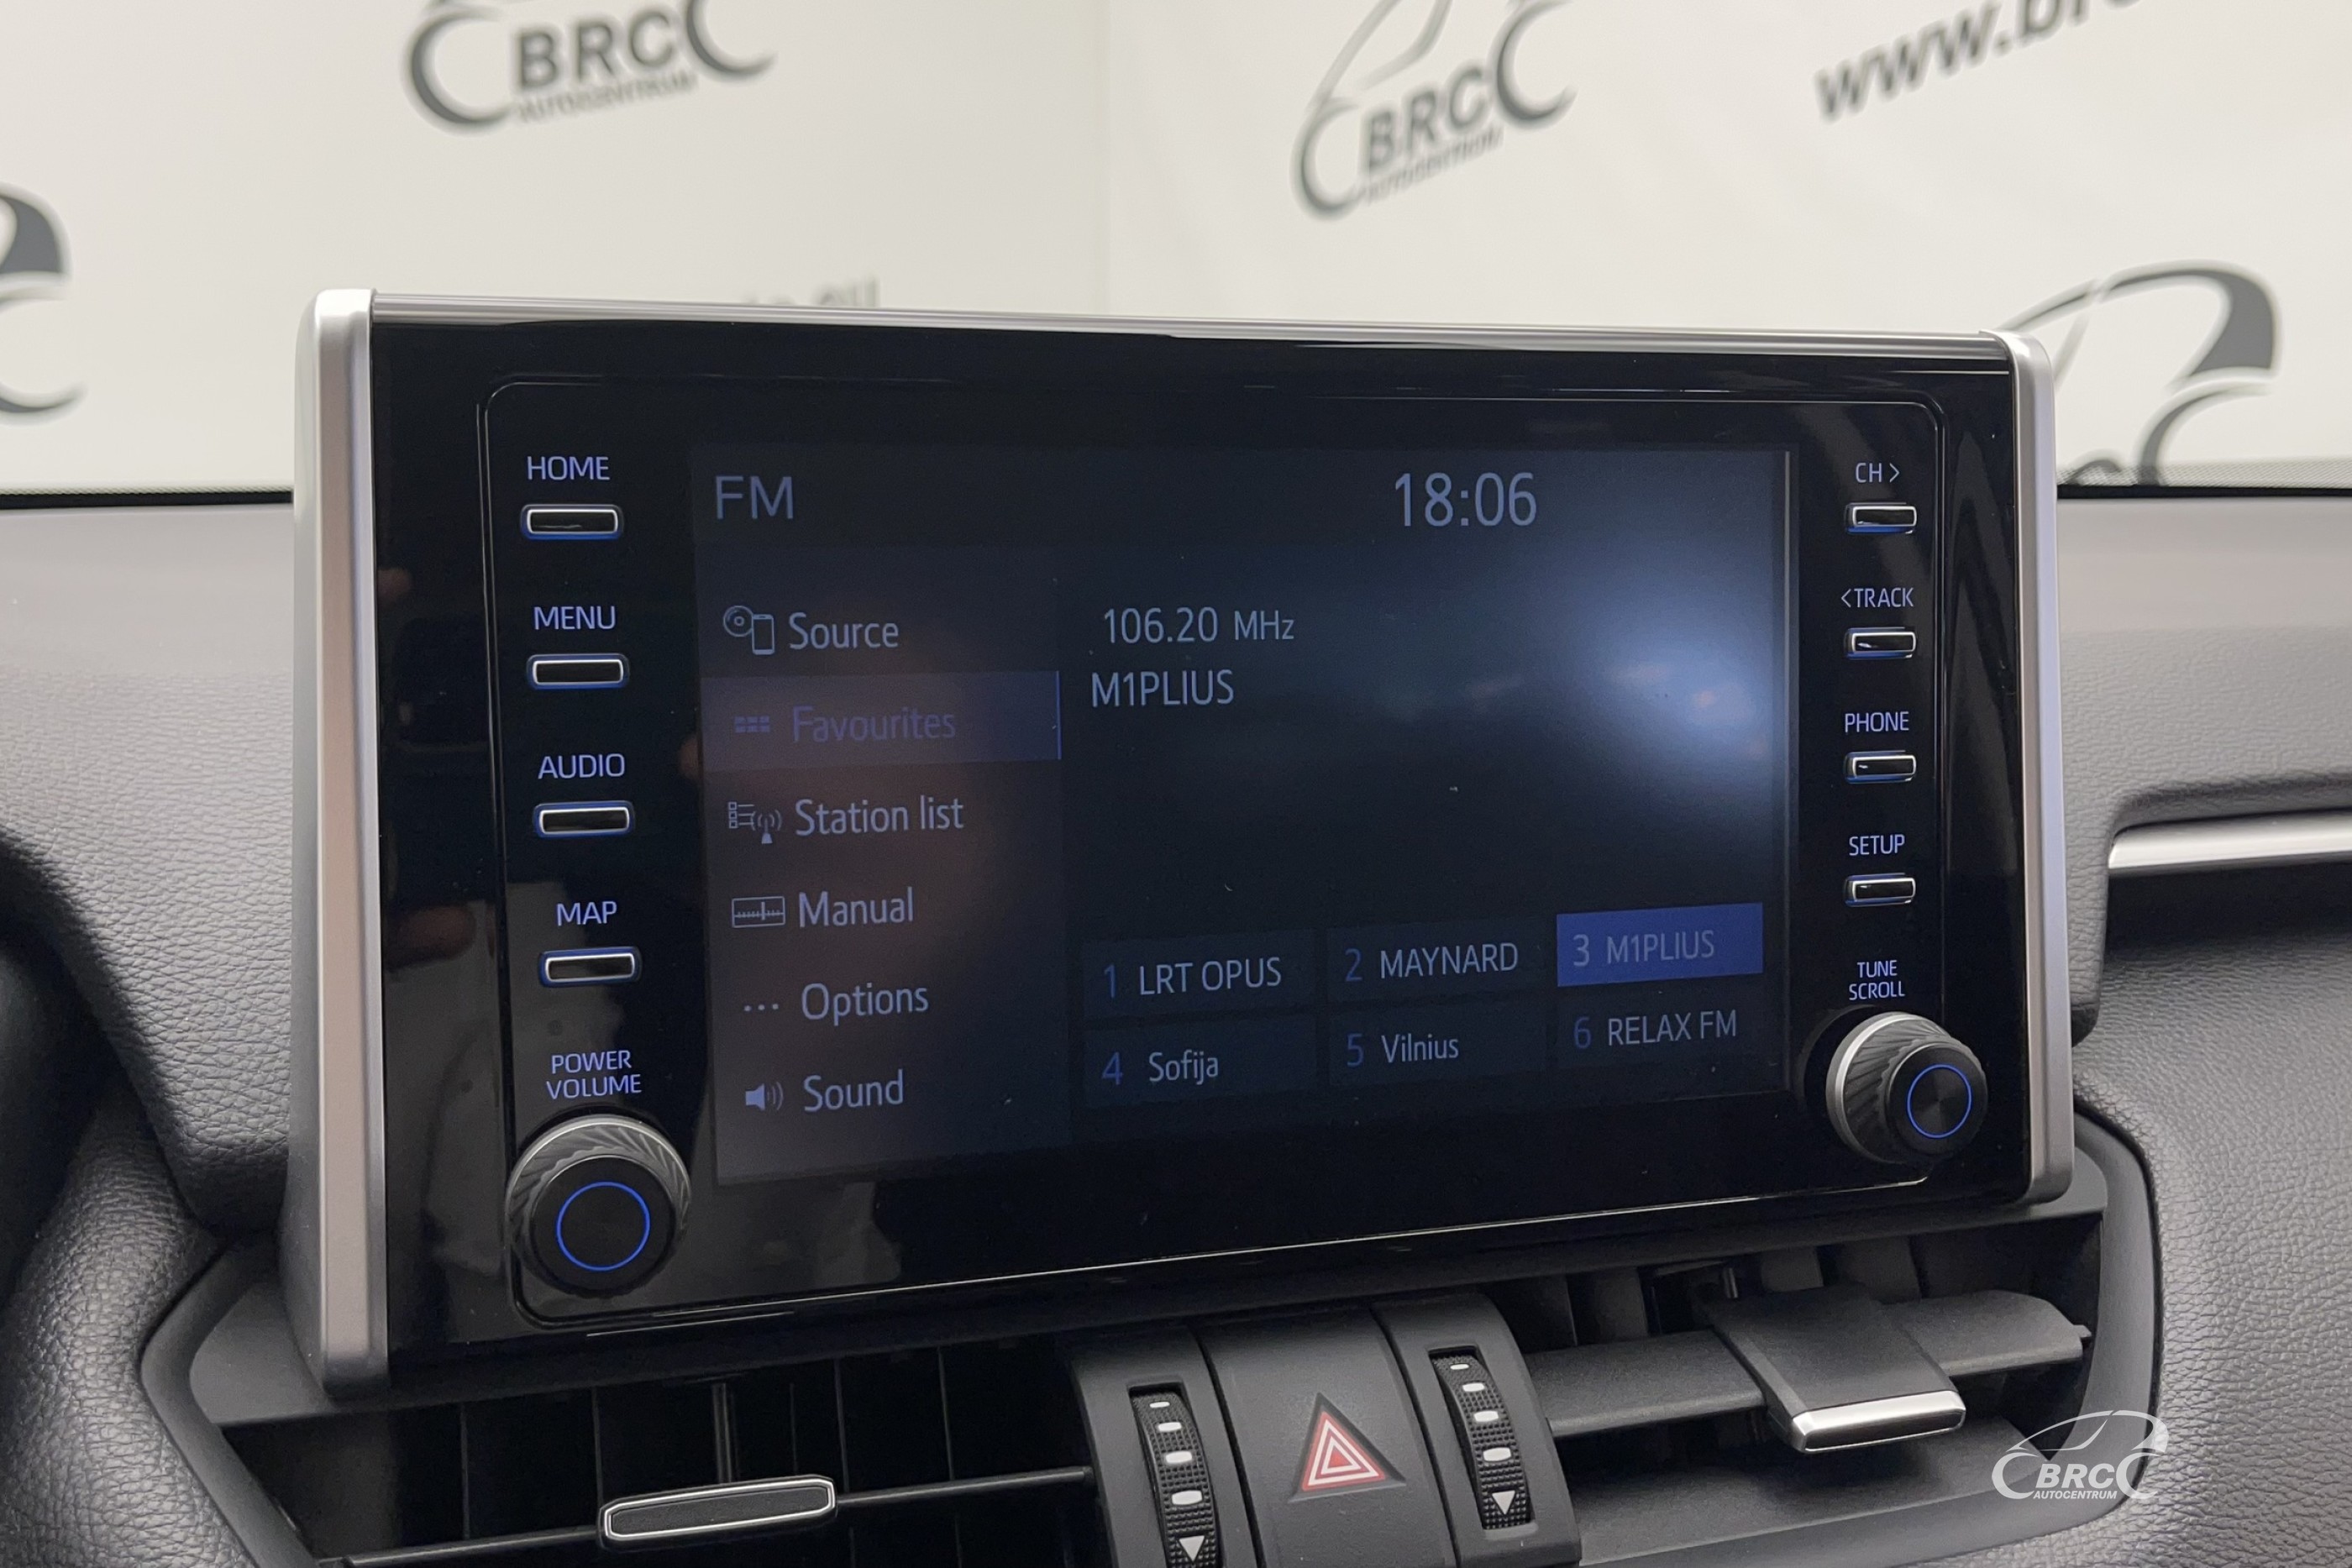 BRC
AUTOCENTRUM
BRC
AUTOCENTRUM
HOME
MENU
AUDIO
MAP
POWER
VOLUME
FM
18:06
Source
Favourites
Station list
Manual
Options
Sound
106.20 MHz
M1PLIUS
1 LRT OPUS
2 MAYNARD
3 M1PLIUS
4 Sofija
5 Vilnius
6 RELAX FM
CH>
<TRACK
PHONE
SETUP
TUNE
SCROLL
BRC
AUTOCENTRUM